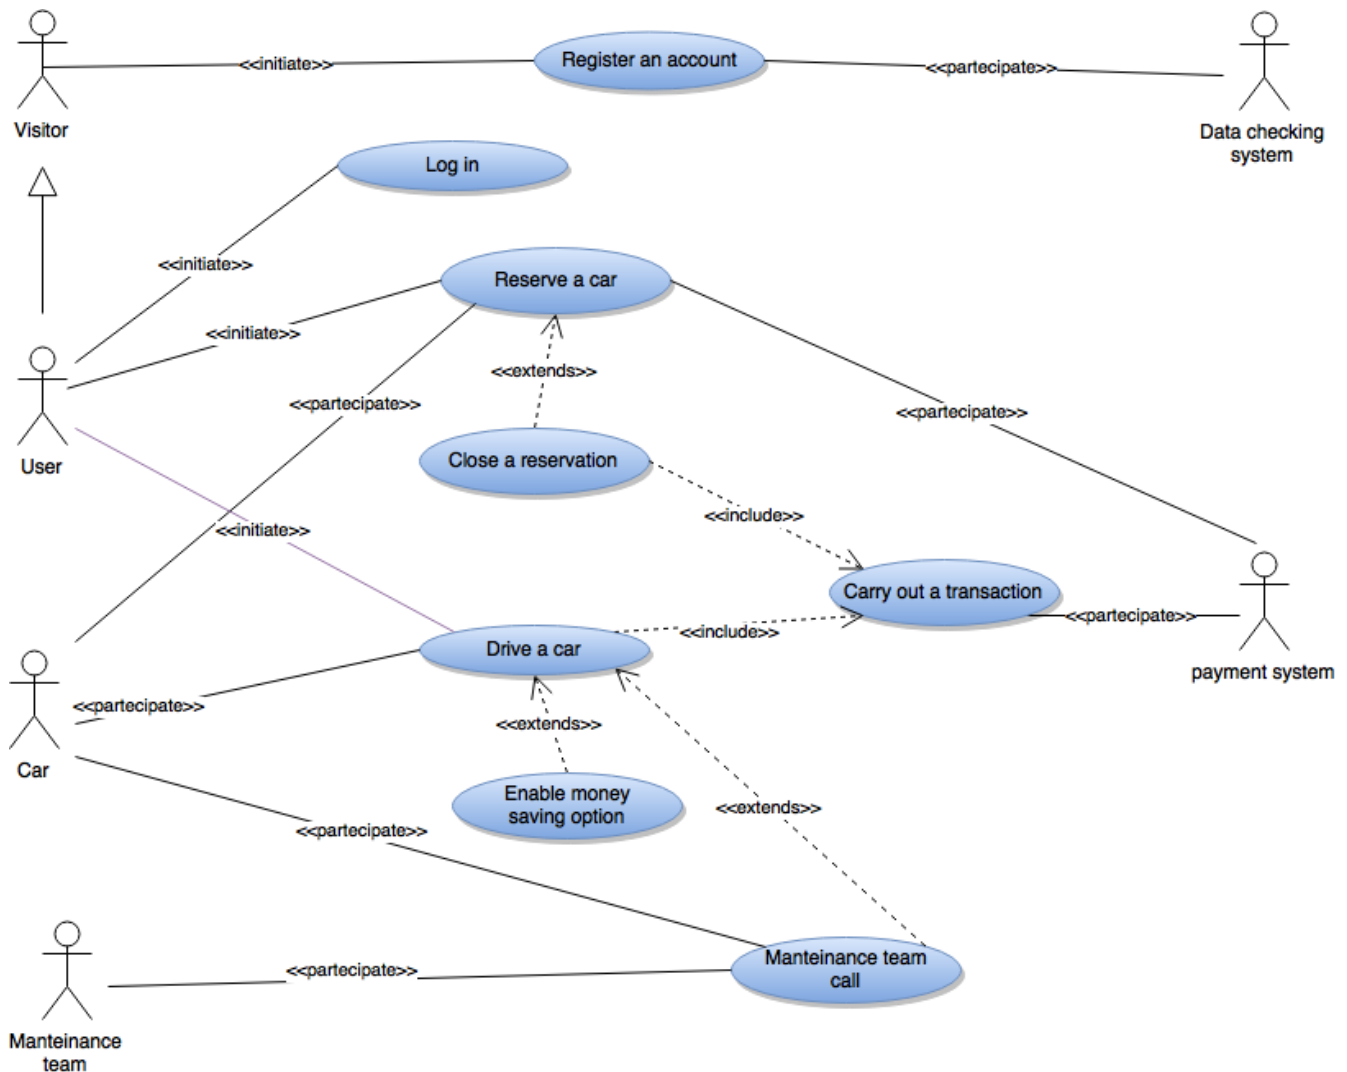 <<initiate>>
Register an account
<<partecipate>>
Visitor
Data checking
system
Log in
<<initiate>>
Reserve a car
<<initiate>>
<<extends>>
<<partecipate>>
<<partecipate>>
User
Close a reservation
<<include>>
<<initiate>>
Carry out a transaction
<<partecipate>>
<<include>>
Drive a car
payment system
<<partecipate>>
<<extends>>
Car
Enable money
saving option
<<extends>>
<<partecipate>>
Manteinance team
call
<<partecipate>>
Manteinance
team